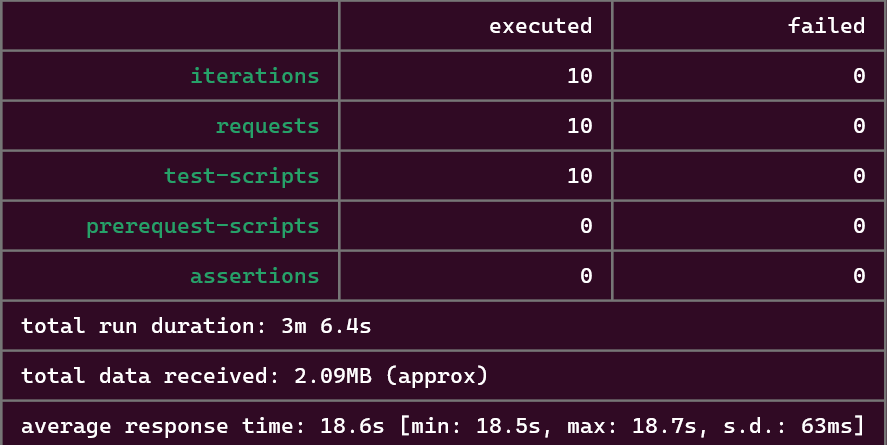 executed failed
iterations 10 0
requests 10 0
test-scripts 10 0
prerequest-scripts 0 0
assertions 0 0
total run duration: 3m 6.4s
total data received: 2.09MB (approx)
average response time: 18.6s [min: 18.5s, max: 18.7s, s.d.: 63ms]